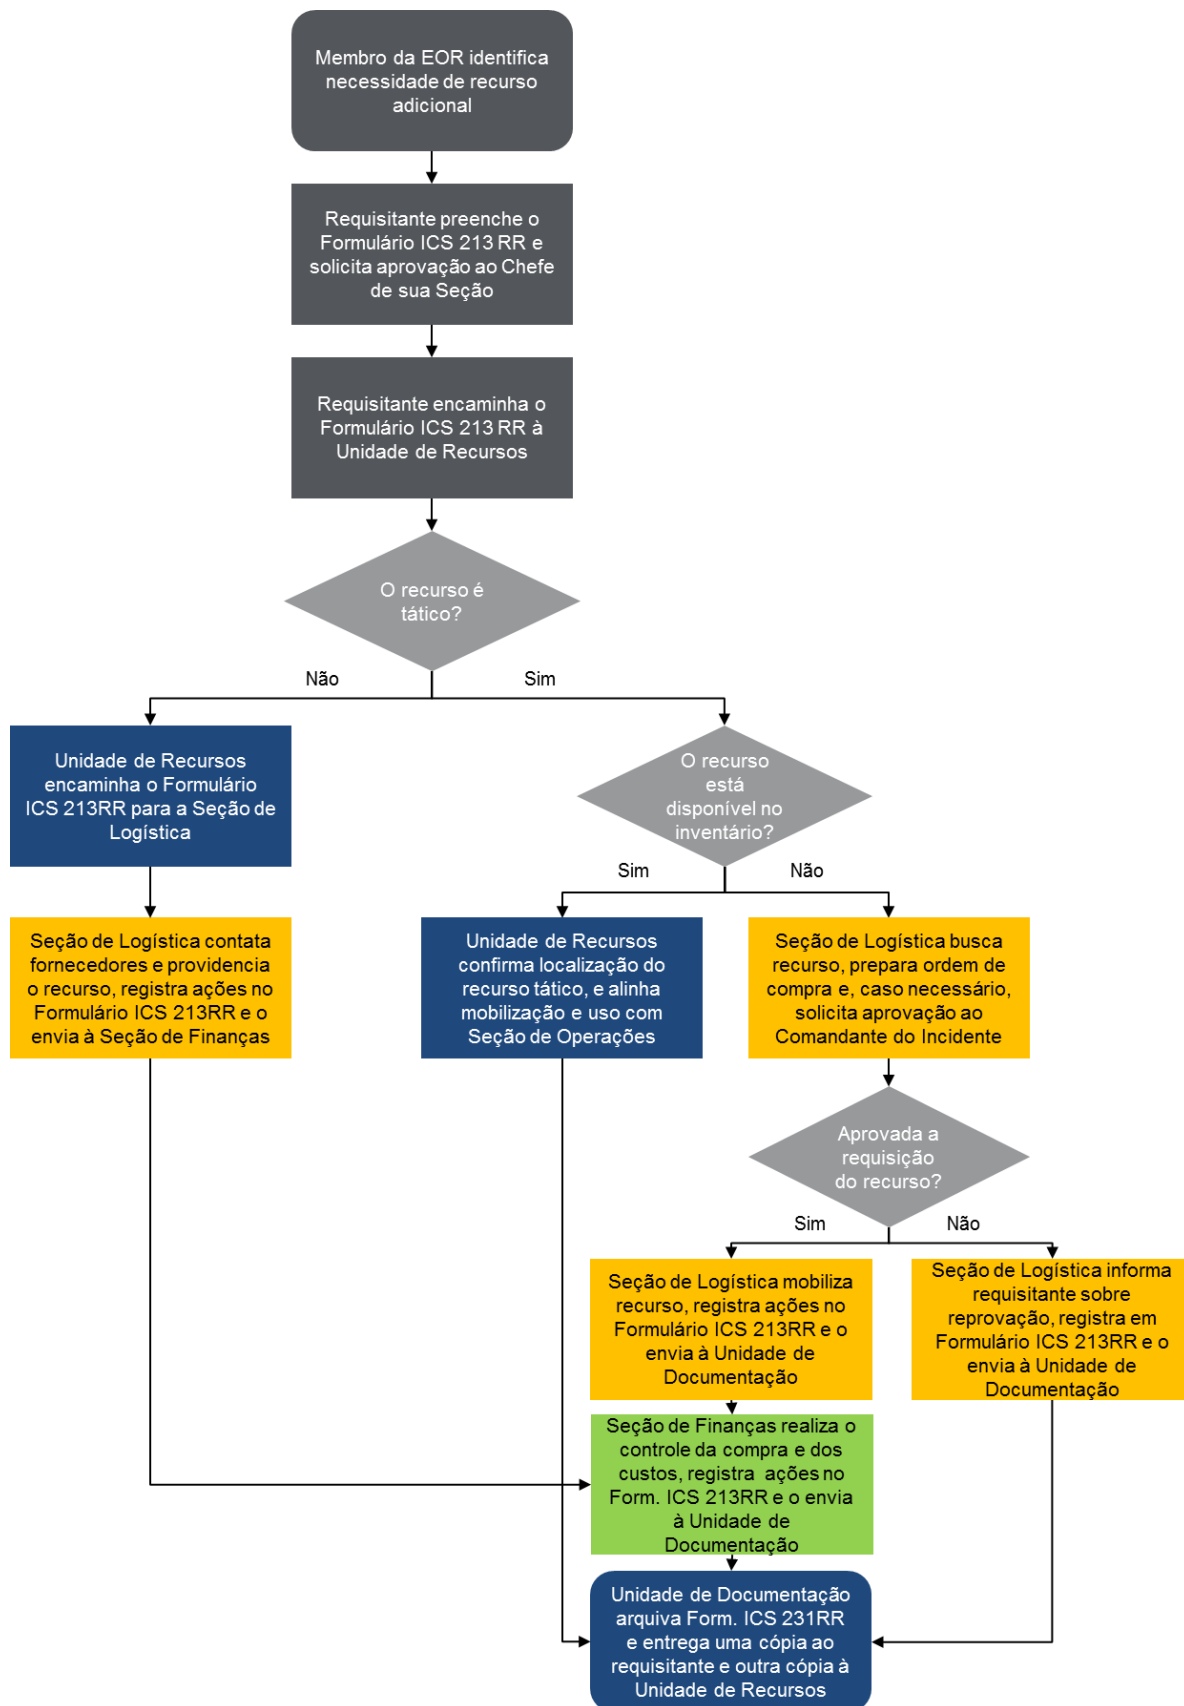 Membro da EOR identifica
necessidade de recurso
adicional
Requisitante preenche o
Formulário ICS 213 RR e
solicita aprovação ao Chefe
de sua Seção
Requisitante encaminha o
Formulário ICS 213 RR à
Unidade de Recursos
O recurso é
tático?
Não
Sim
Unidade de Recursos
encaminha o Formulário
ICS 213RR para a Seção de
Logística
O recurso
está
disponível no
inventário?
Sim
Não
Seção de Logística contata
fornecedores e providencia
o recurso, registra ações no
Formulário ICS 213RR e o
envia à Seção de Finanças
Unidade de Recursos
confirma localização do
recurso tático, e alinha
mobilização e uso com
Seção de Operações
Seção de Logística busca
recurso, prepara ordem de
compra e, caso necessário,
solicita aprovação ao
Comandante do Incidente
Aprovada a
requisição
do recurso?
Sim
Não
Seção de Logística mobiliza
recurso, registra ações no
Formulário ICS 213RR e o
envia à Unidade de
Documentação
Seção de Logística informa
requisitante sobre
reprovação, registra em
Formulário ICS 213RR e o
envia à Unidade de
Documentação
Seção de Finanças realiza o
controle da compra e dos
custos, registra ações no
Form. ICS 213RR e o envia
à Unidade de
Documentação
Unidade de Documentação
arquiva Form. ICS 231RR
e entrega uma cópia ao
requisitante e outra cópia à
Unidade de Recursos